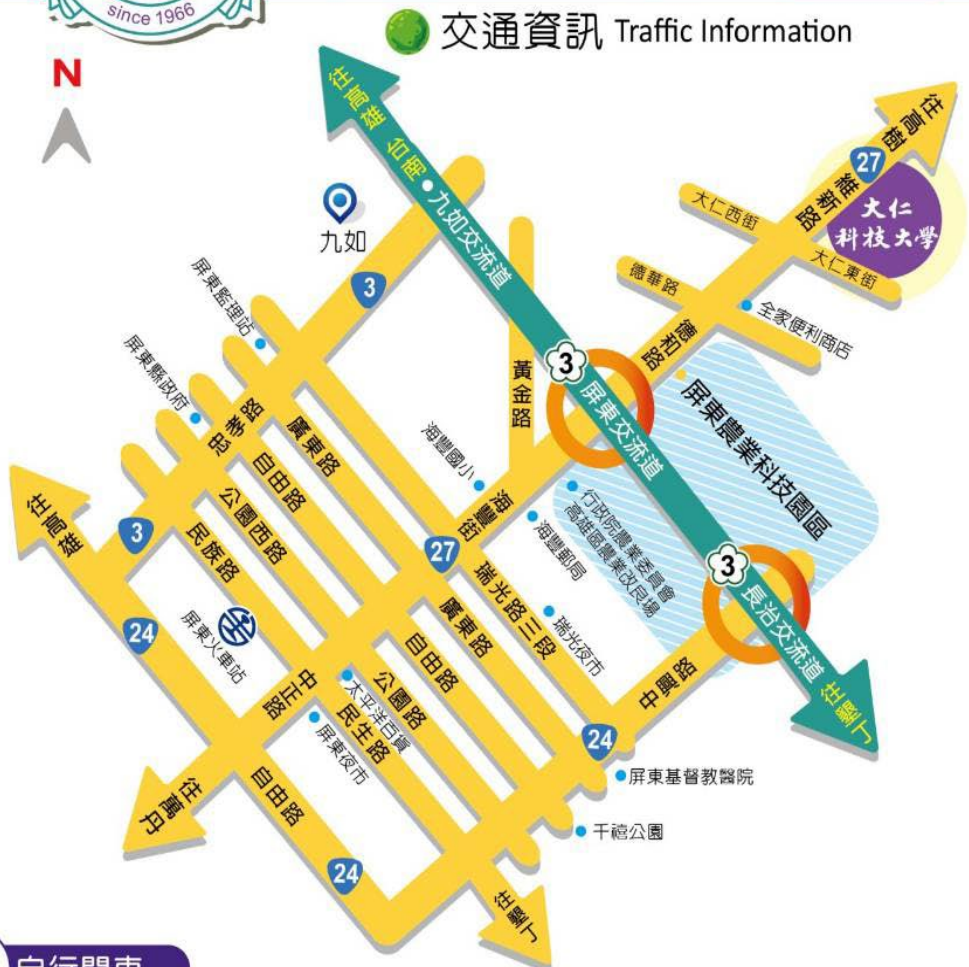 since 1966
交通資訊 Traffic Information
N
往高雄 台南
九如交流道
往高樹
27
維新路
大仁
科技大學
大仁西街
大仁東街
德華路
全家便利商店
德和路
九如
3
屏東監理站
屏東縣政府
忠孝路
黃金路
3
屏東交流道
屏東農業科技園區
廣東路
自由路
公園西路
民族路
海豐國小
海豐街
海豐郵局
行政院農業委員會
高雄區農業改良場
往高雄
3
27
3
長治交流道
往墾丁
瑞光路三段
瑞光夜市
廣東路
自由路
公園路
中興路
24
屏東火車站
中正路
太平洋百貨
民生路
屏東夜市
24
屏東基督教醫院
千禧公園
往萬丹
自由路
24
往墾丁
自行開車